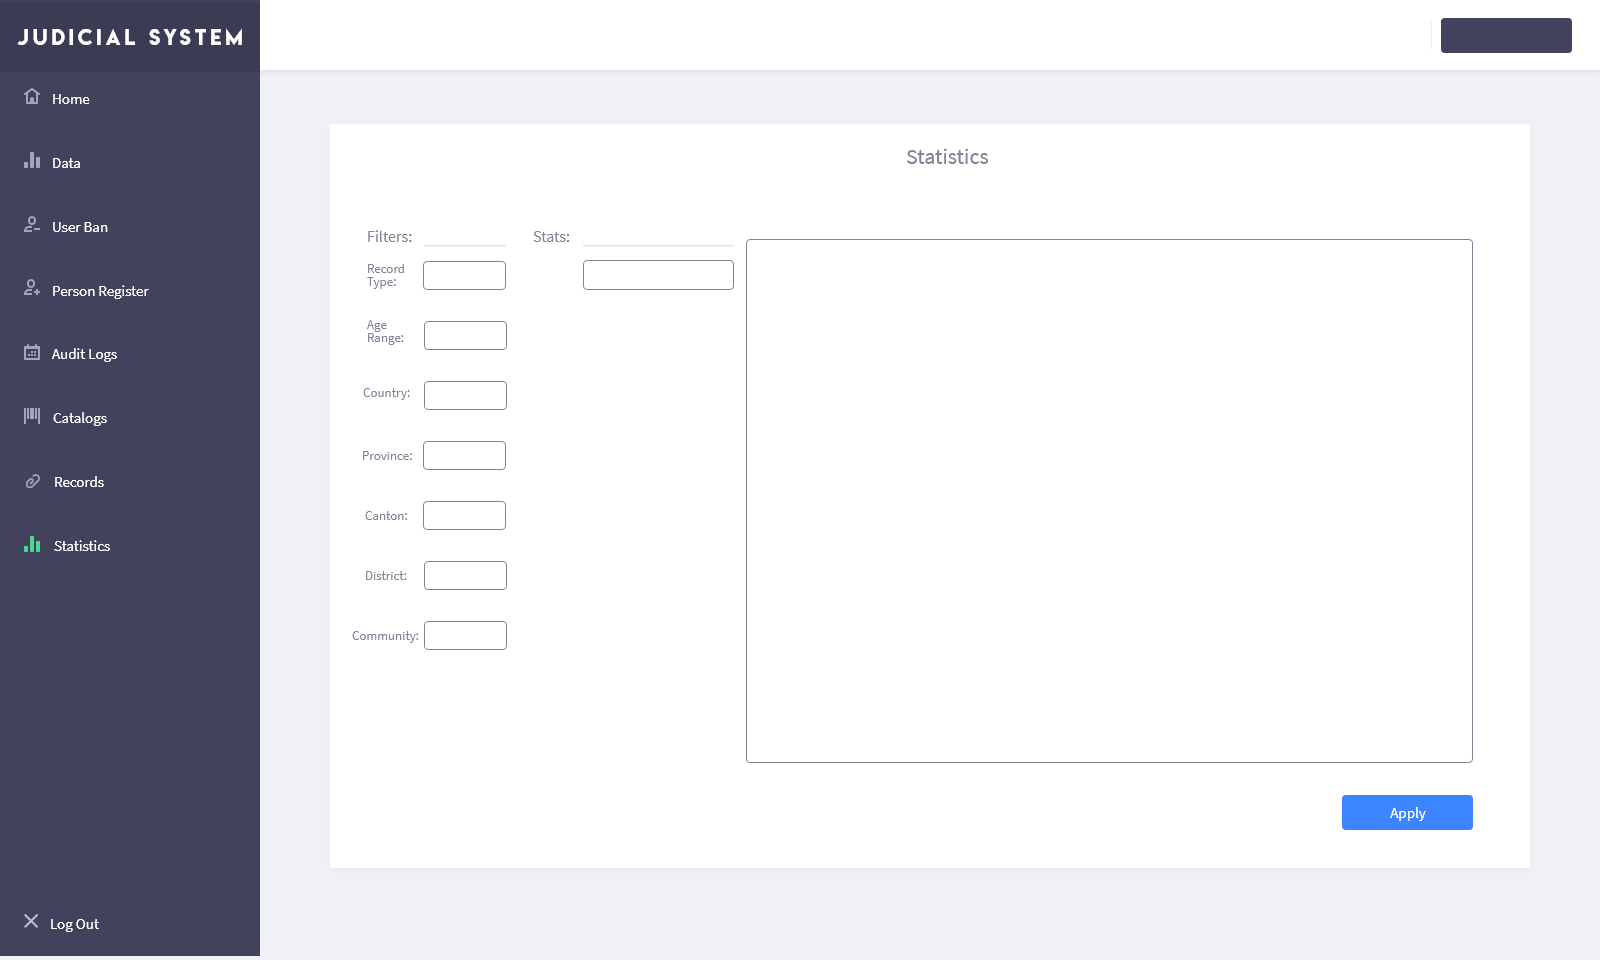 JUDICIAL SYSTEM
Home
Data
User Ban
Person Register
Audit Logs
Catalogs
Records
Statistics
Log Out
Statistics
Filters:
Stats:
Record
Type:
Age
Range:
Country:
Province:
Canton:
District:
Community:
Apply